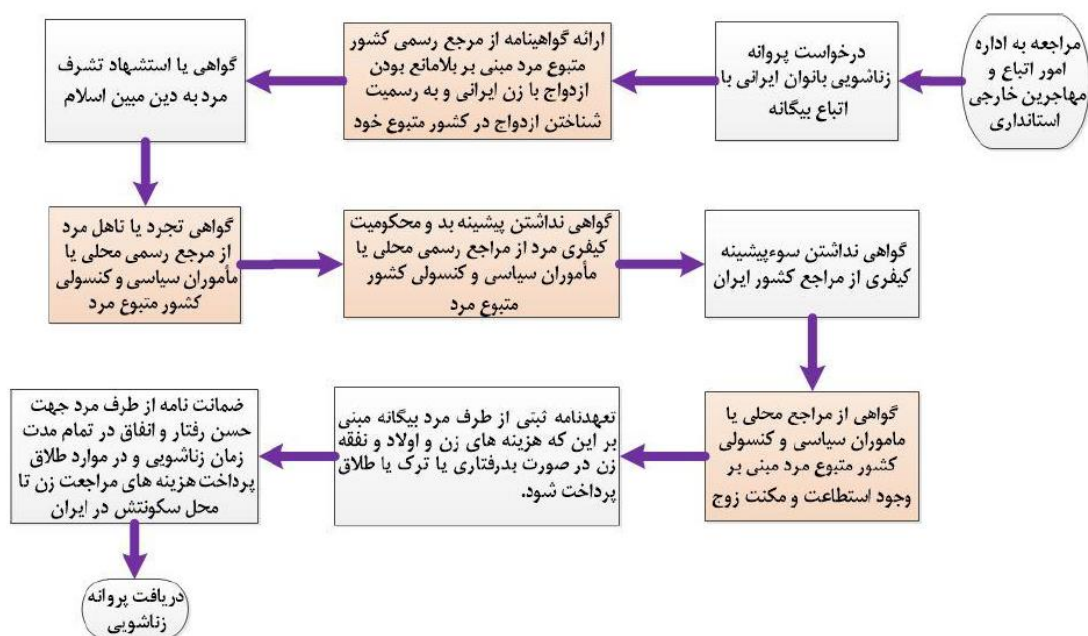 مراجعه به اداره
امور اتباع و
مهاجرین خارجی
استانداری
درخواست پروانه
زناشویی بانوان ایرانی با
اتباع بیگانه
ارائه گواهینامه از مرجع رسمی کشور
متبوع مرد مبنی بر بلامانع بودن
ازدواج با زن ایرانی و به رسمیت
شناختن ازدواج در کشور متبوع خود
گواهی یا استشهاد تشرف
مرد به دین مبین اسلام
گواهی تجرد یا تاهل مرد
از مرجع رسمی محلی یا
مأموران سیاسی و کنسولی
کشور متبوع مرد
گواهی نداشتن پیشینه بد و محکومیت
کیفری مرد از مراجع رسمی محلی یا
مأموران سیاسی و کنسولی کشور
متبوع مرد
گواهی نداشتن سوءپیشینه
کیفری از مراجع کشور ایران
گواهی از مراجع محلی یا
ماموران سیاسی و کنسولی
کشور متبوع مرد مبنی بر
وجود استطاعت و مکنت زوج
تعهدنامه ثبتی از طرف مرد بیگانه مبنی
بر این که هزینه های زن و اولاد و نفقه
زن در صورت بدرفتاری یا ترک یا طلاق
پرداخت شود.
ضمانت نامه از طرف مرد جهت
حسن رفتار و انفاق در تمام مدت
زمان زناشویی و در موارد طلاق
پرداخت هزینه های مراجعت زن تا
محل سکونتش در ایران
دریافت پروانه
زناشویی